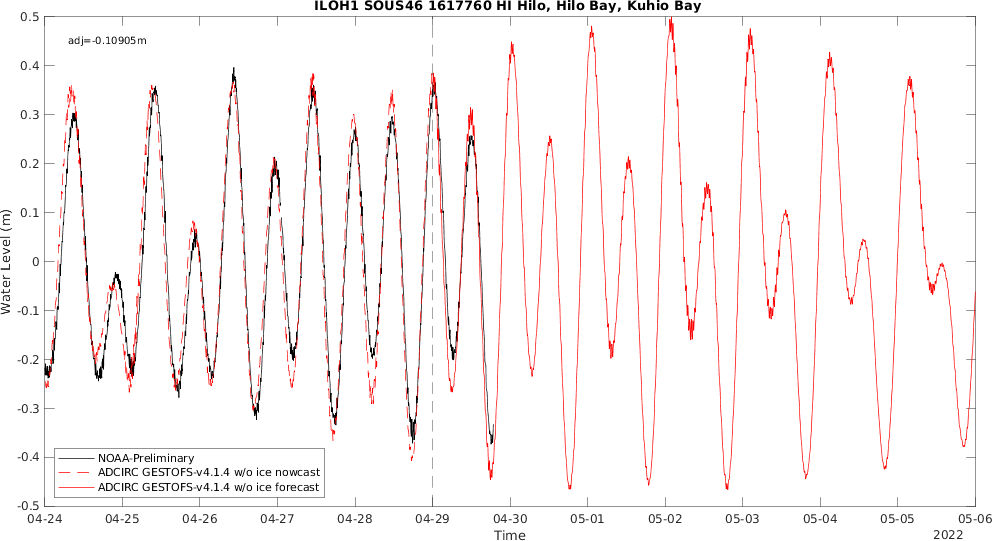 ILOH1 SOUS46 1617760 HI Hilo, Hilo Bay, Kuhio Bay
adj=-0.10905m
0.5
0.4
0.3
0.2
0.1
0
-0.1
-0.2
-0.3
-0.4
-0.5
Water Level (m)
NOAA-Preliminary
ADCIRC GESTOFS-v4.1.4 w/o ice nowcast
ADCIRC GESTOFS-v4.1.4 w/o ice forecast
04-24 04-25 04-26 04-27 04-28 04-29 04-30 05-01 05-02 05-03 05-04 05-05 05-06
Time
2022